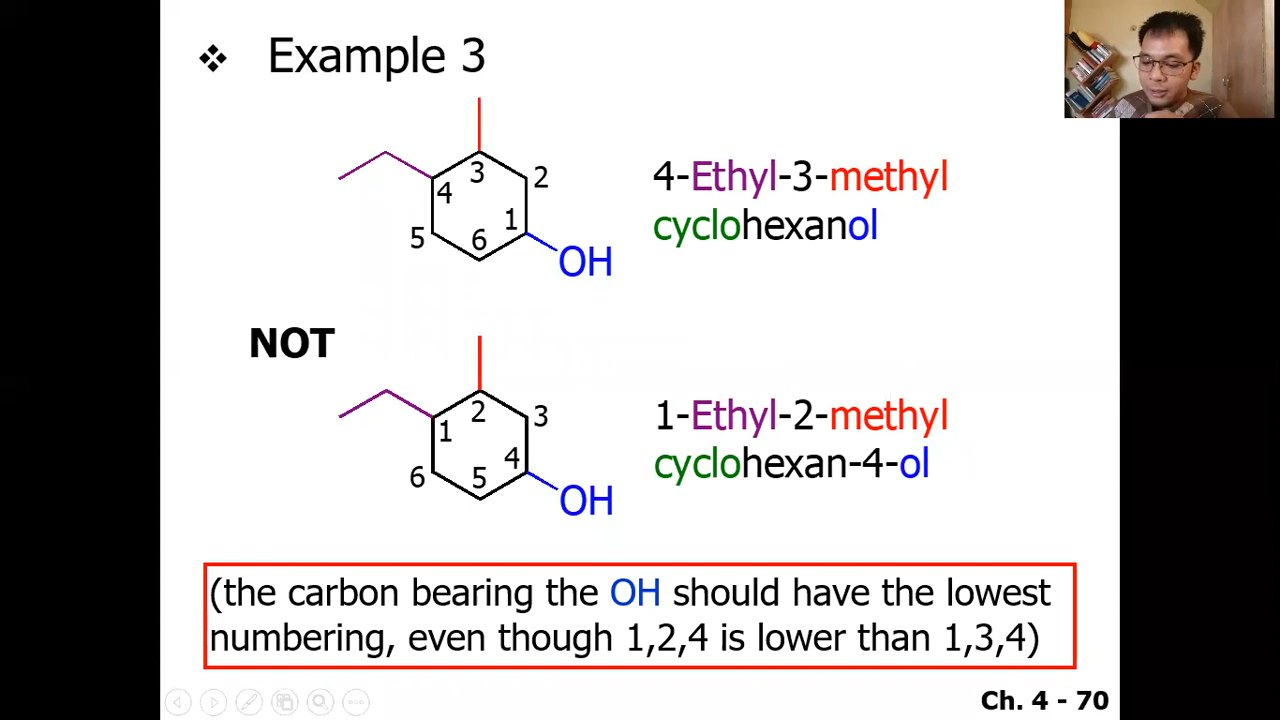 ❖ Example 3
3
2
4
1
5
6
OH
4-Ethyl-3-methyl
cyclohexanol
NOT
2
3
1
4
6
5
OH
1-Ethyl-2-methyl
cyclohexan-4-ol
(the carbon bearing the OH should have the lowest
numbering, even though 1,2,4 is lower than 1,3,4)
Ch. 4 - 70